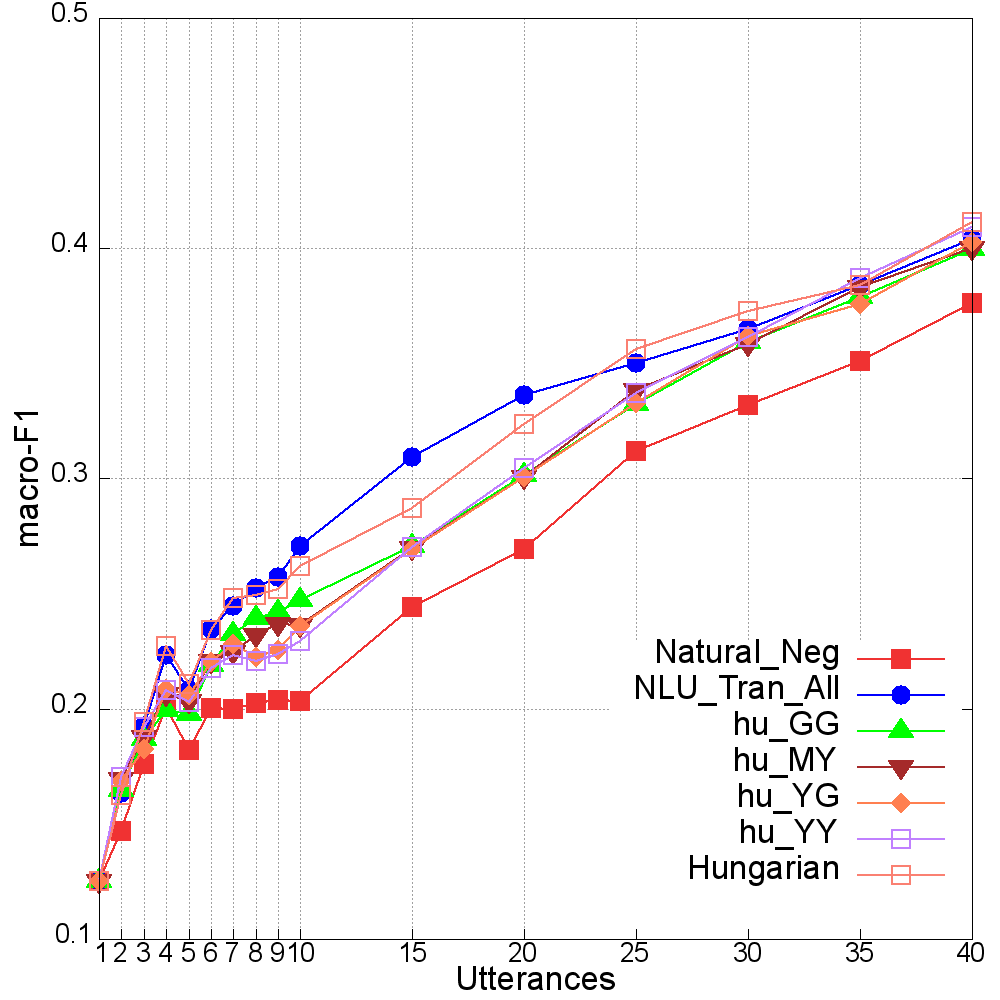 0.5
0.4
0.3
0.2
0.1
macro-F1
Natural_Neg
NLU_Tran_All
hu_GG
hu_MY
hu_YG
hu_YY
Hungarian
1 2 3 4 5 6 7 8 9 10 15 20 25 30 35 40
Utterances